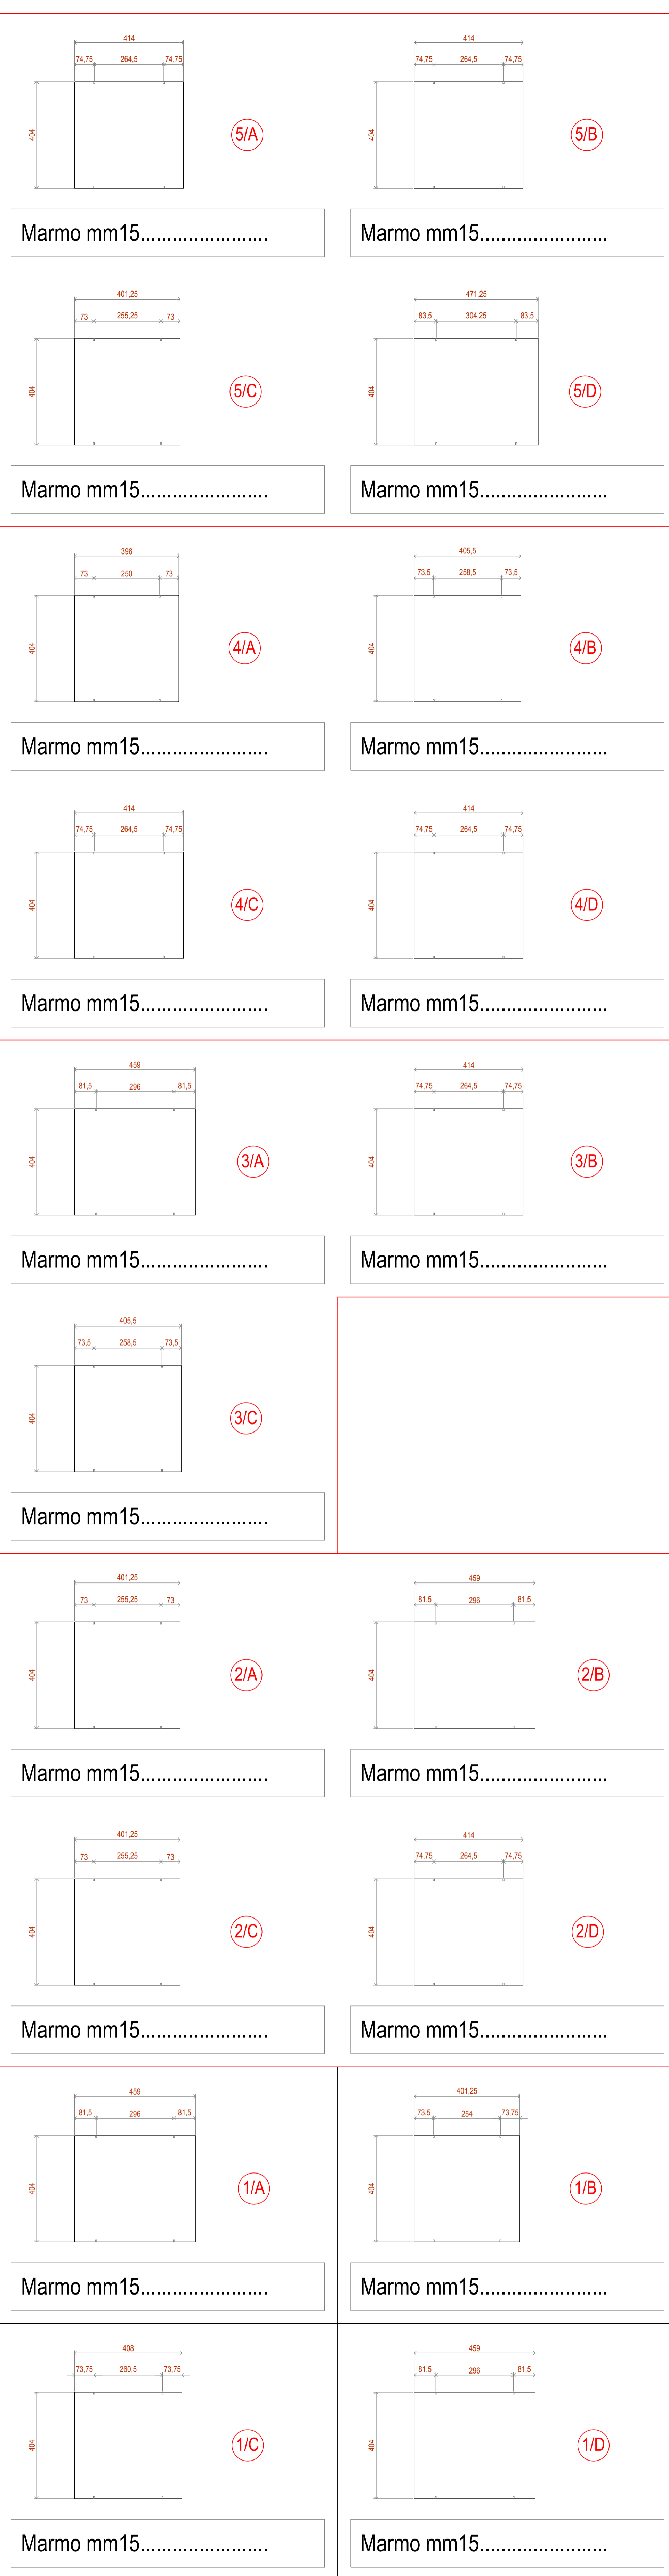 414 414
74,75 264,5 74,75 74,75 264,5 74,75
404 5/A 404 5/B
Marmo mm15........................ Marmo mm15........................
401,25 471,25
73 255,25 73 83,5 304,25 83,5
404 5/C 404 5/D
Marmo mm15........................ Marmo mm15........................
396 405,5
73 250 73 73,5 258,5 73,5
404 4/A 404 4/B
Marmo mm15........................ Marmo mm15........................
414 414
74,75 264,5 74,75 74,75 264,5 74,75
404 4/C 404 4/D
Marmo mm15........................ Marmo mm15........................
459 414
81,5 296 81,5 74,75 264,5 74,75
404 3/A 404 3/B
Marmo mm15........................ Marmo mm15........................
405,5
73,5 258,5 73,5
404 3/C
Marmo mm15........................
401,25 459
73 255,25 73 81,5 296 81,5
404 2/A 404 2/B
Marmo mm15........................ Marmo mm15........................
401,25 414
73 255,25 73 74,75 264,5 74,75
404 2/C 404 2/D
Marmo mm15........................ Marmo mm15........................
459 401,25
81,5 296 81,5 73,5 254 73,75
404 1/A 404 1/B
Marmo mm15........................ Marmo mm15........................
408 459
73,75 260,5 73,75 81,5 296 81,5
404 1/C 404 1/D
Marmo mm15........................ Marmo mm15........................